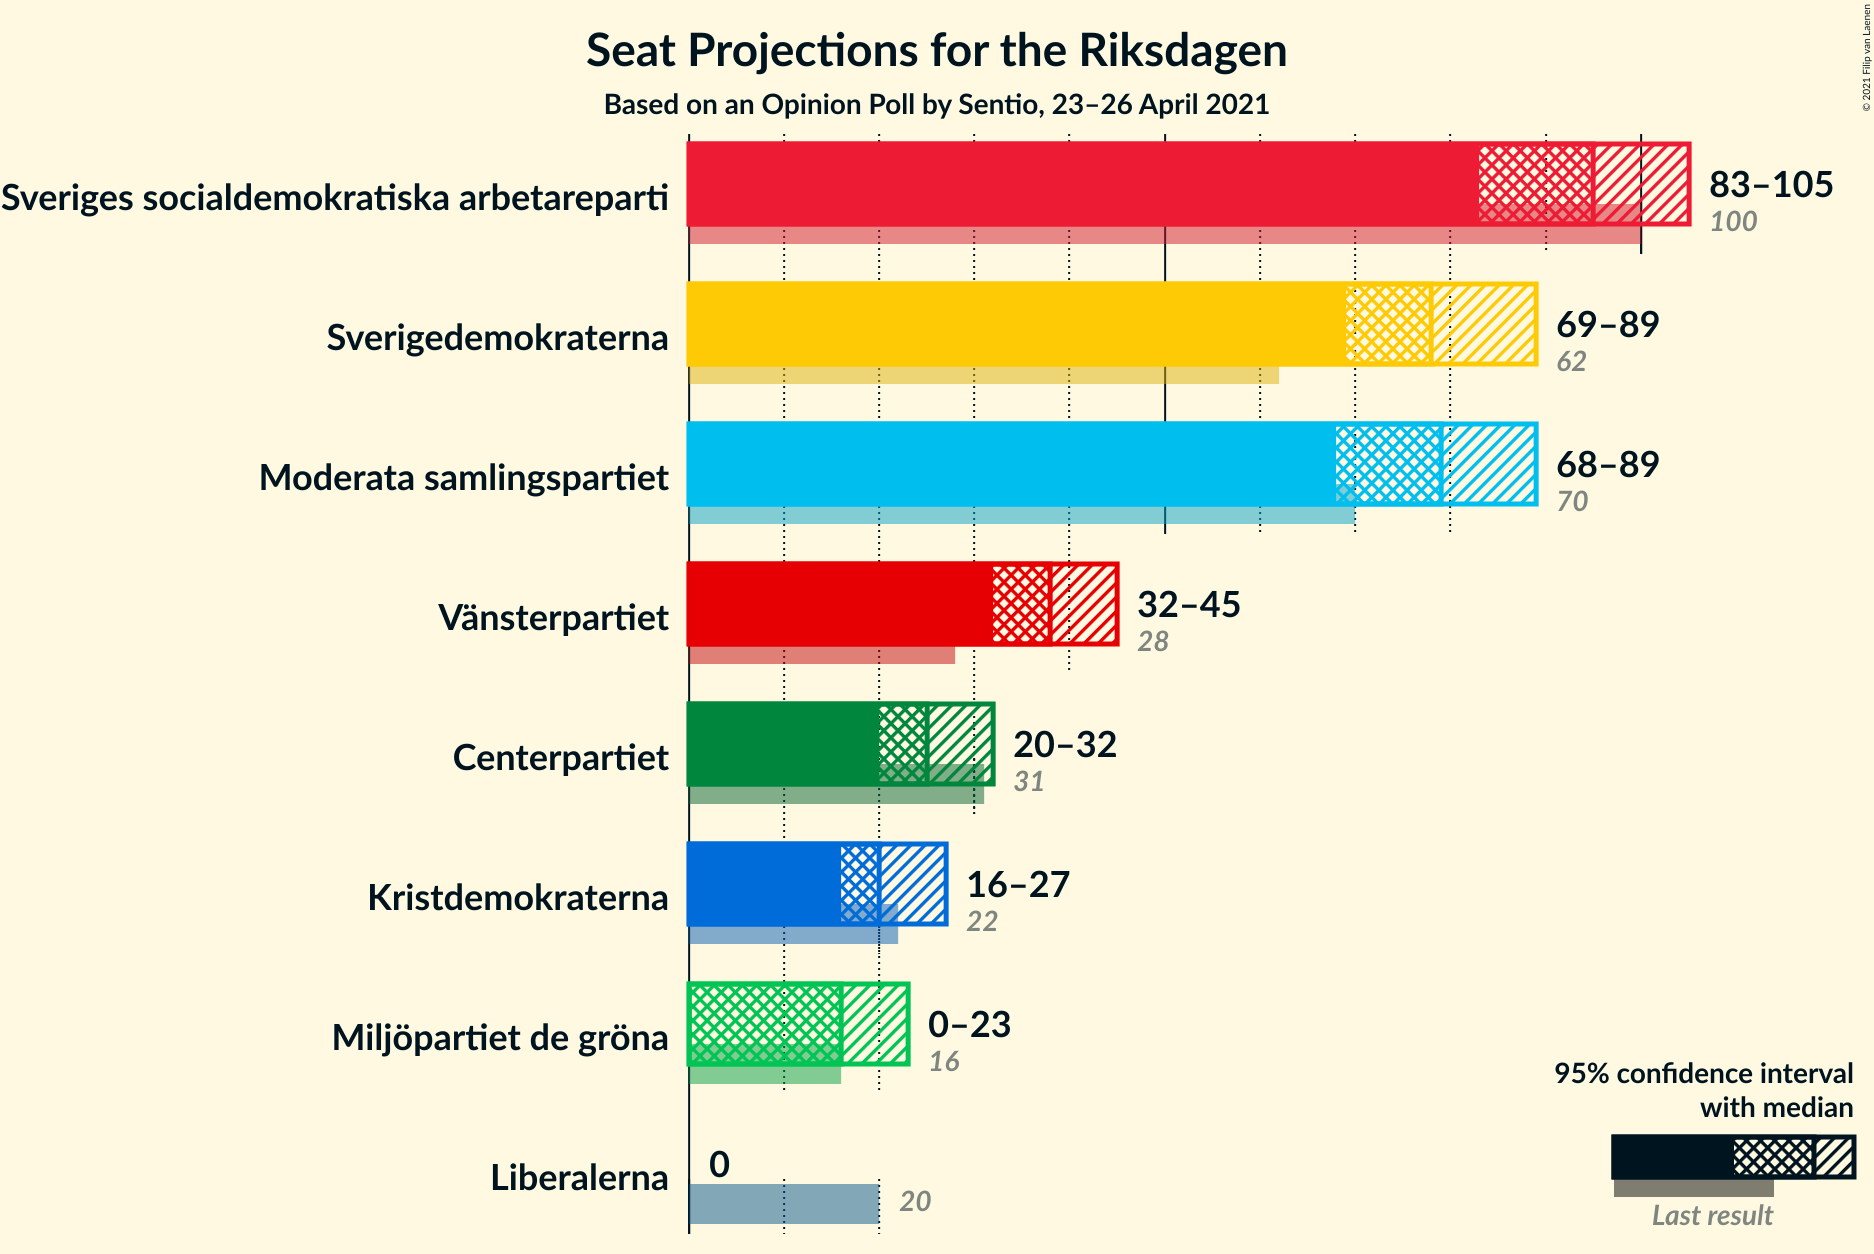 Seat Projections for the Riksdagen
Based on an Opinion Poll by Sentio, 23–26 April 2021
© 2021 Filip van Laenen
Sveriges socialdemokratiska arbetareparti
83–105
100
Sverigedemokraterna
69–89
62
Moderata samlingspartiet
68–89
70
Vänsterpartiet
32–45
28
Centerpartiet
20–32
31
Kristdemokraterna
16–27
22
Miljöpartiet de gröna
0–23
16
Liberalerna
0
20
95% confidence interval
with median
Last result